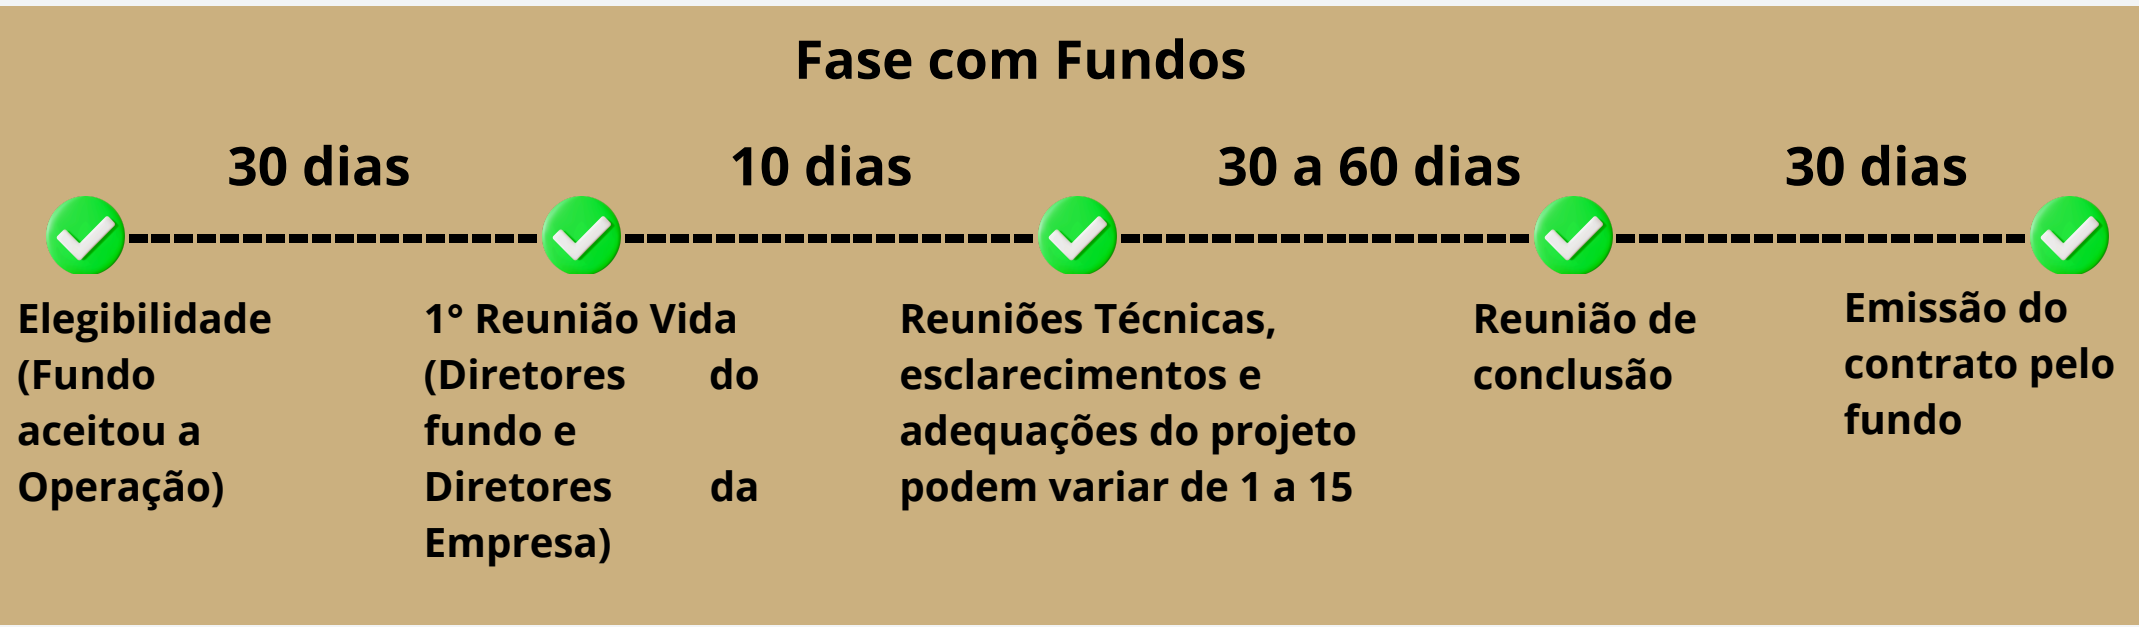 Fase com Fundos
30 dias
10 dias
30 a 60 dias
30 dias
Elegibilidade
(Fundo
aceitou a
Operação)
1° Reunião Vida
(Diretores do
fundo e
Diretores da
Empresa)
Reuniões Técnicas,
esclarecimentos e
adequações do projeto
podem variar de 1 a 15
Reunião de
conclusão
Emissão do
contrato pelo
fundo